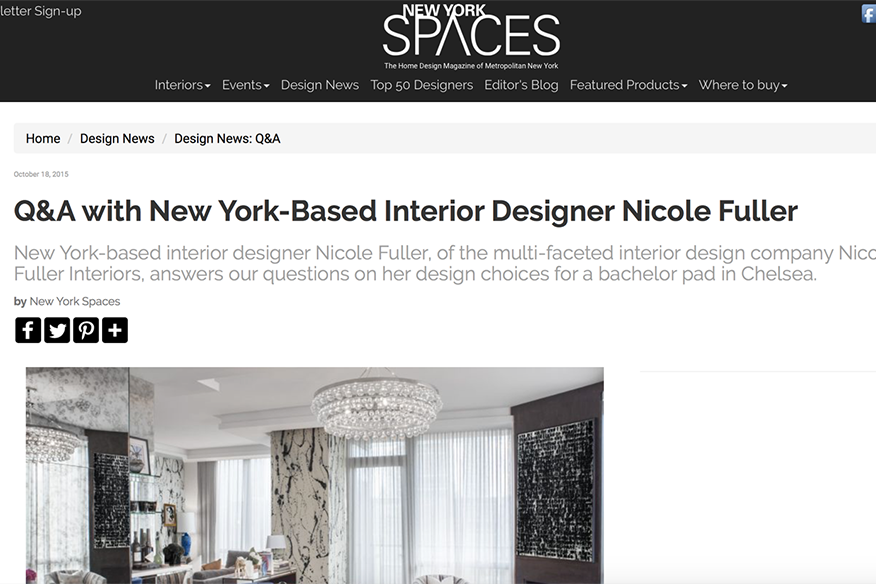 letter Sign-up
NEW YORK
SPACES
The Home Design Magazine of Metropolitan New York
Interiors Events Design News Top 50 Designers Editor's Blog Featured Products Where to buy
Home / Design News / Design News: Q&A
October 18, 2015
Q&A with New York-Based Interior Designer Nicole Fuller
New York-based interior designer Nicole Fuller, of the multi-faceted interior design company Nico
Fuller Interiors, answers our questions on her design choices for a bachelor pad in Chelsea.
by New York Spaces